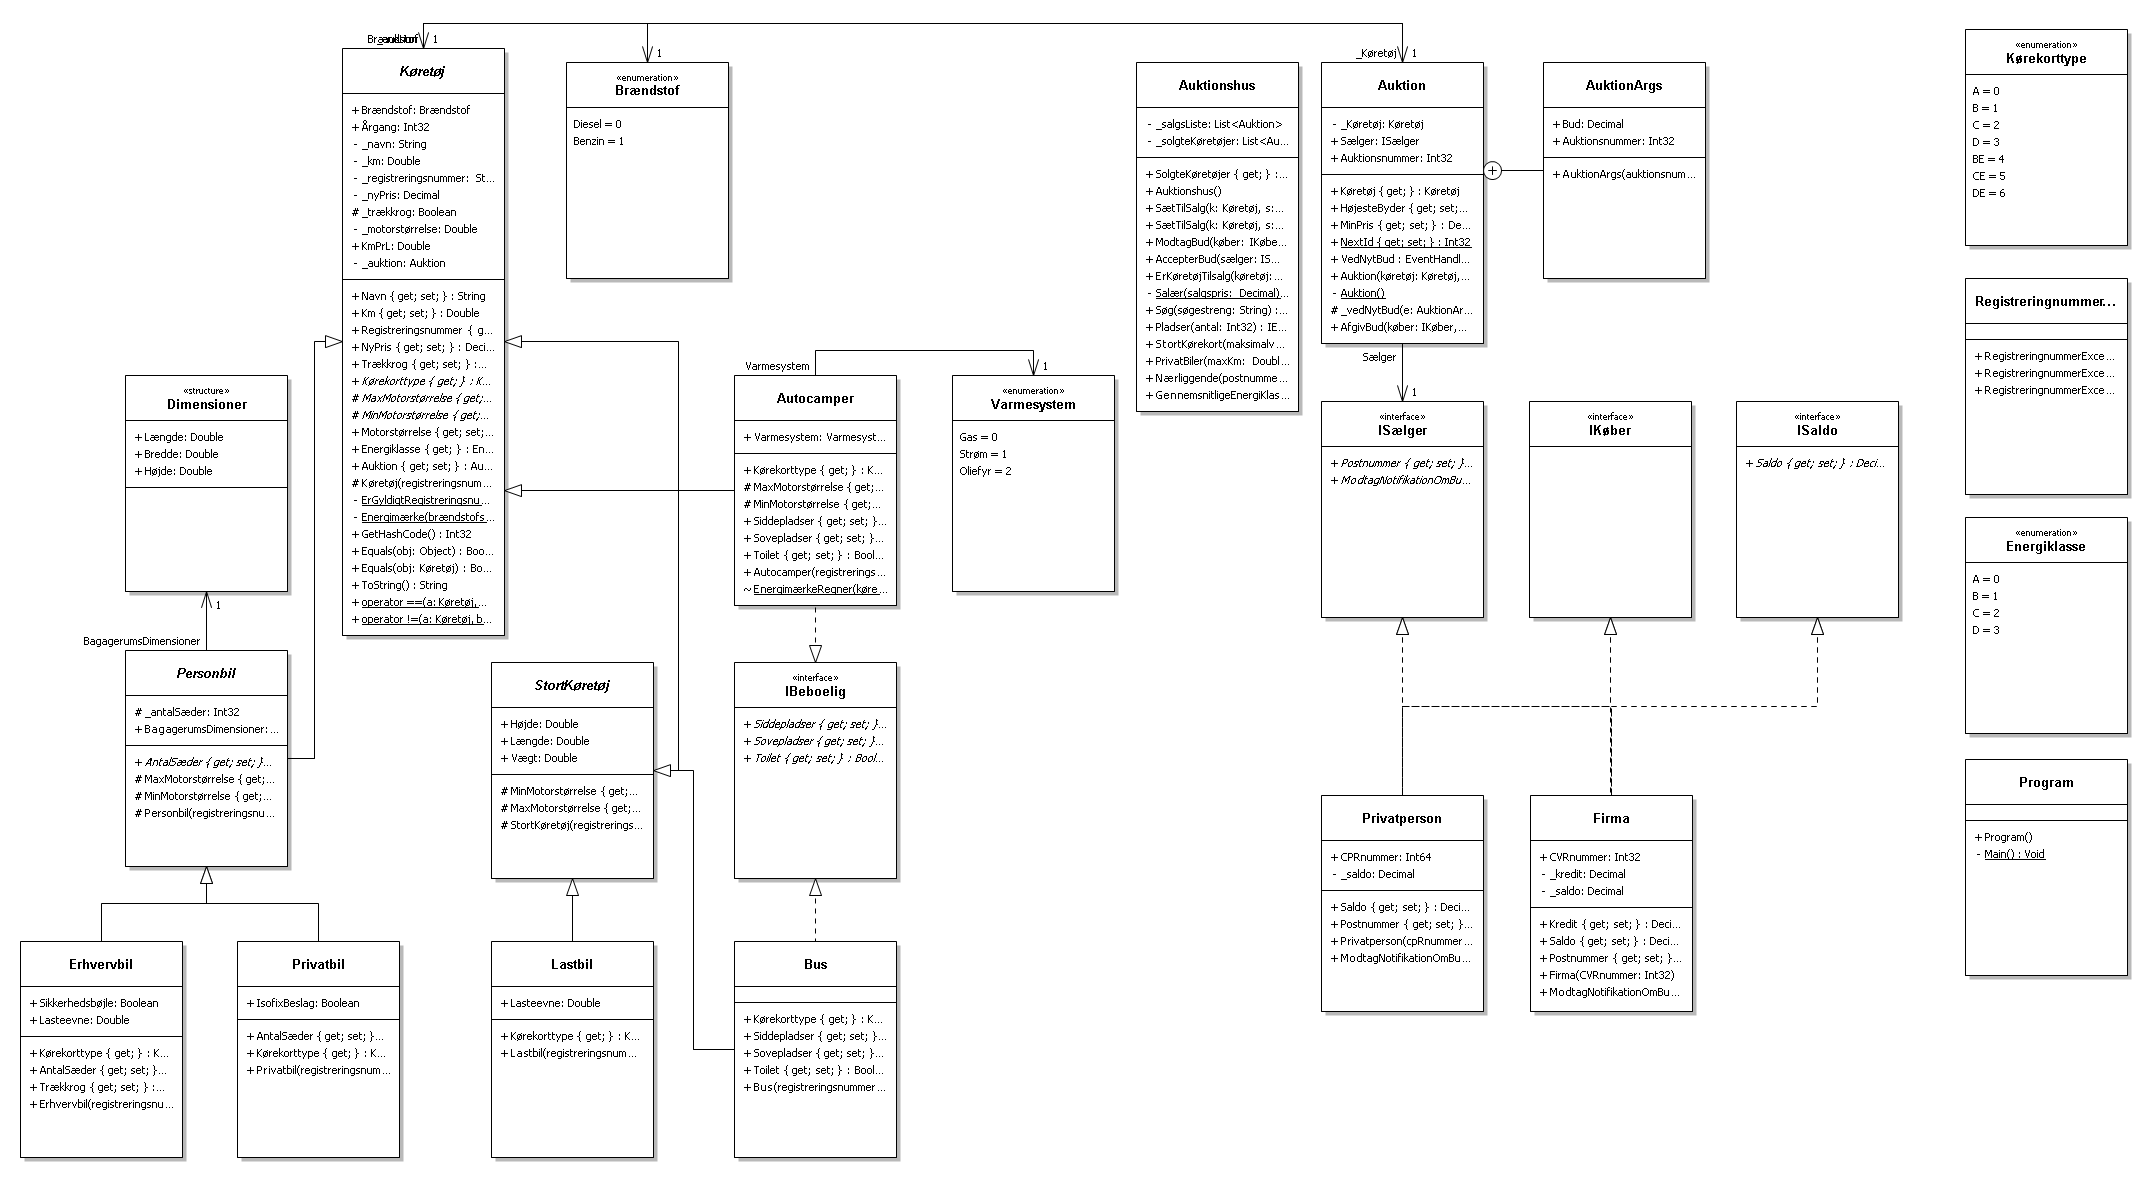 Brændstof
1
Køretøj
+ Brændstof: Brændstof
+ Årgang: Int32
- _navn: String
- _km: Double
- _registreringsnummer: St...
- _nyPris: Decimal
# _trækkrog: Boolean
- _motorstørrelse: Double
+ KmPrL: Double
- _auktion: Auktion
+ Navn { get; set; } : String
+ Km { get; set; } : Double
+ Registreringsnummer { g...
+ NyPris { get; set; } : Deci...
+ Trækkrog { get; set; } :...
+ Kørekorttype { get; } : K...
# MaxMotorstørrelse { get;...
# MinMotorstørrelse { get;...
+ Motorstørrelse { get; set;...
+ Energiklasse { get; } : En...
+ Auktion { get; set; } : Au...
# Køretøj(registreringsnum...
- ErGyldigtRegistreringsnu...
- Energimærke(brændstofs...
+ GetHashCode() : Int32
+ Equals(obj: Object) : Boo...
+ Equals(obj: Køretøj) : Bo...
+ ToString() : String
+ operator ==(a: Køretøj,...
+ operator !=(a: Køretøj, b...
1
«enumeration»
Brændstof
Diesel = 0
Benzin = 1
Auktionshus
- _salgsListe: List<Auktion>
- _solgteKøretøjer: List<Au...
+ SolgteKøretøjer { get; } :...
+ Auktionshus()
+ SætTilSalg(k: Køretøj, s:...
+ SætTilSalg(k: Køretøj, s:...
+ ModtagBud(køber: IKøbe...
+ AccepterBud(sælger: IS...
+ ErKøretøjTilsalg(køretøj:...
- Salær(salgspris: Decimal)...
+ Søg(søgestreng: String) :...
+ Pladser(antal: Int32) : IE...
+ StortKørekort(maksimalv...
+ PrivatBiler(maxKm: Doubl...
+ Nærliggende(postnumme...
+ GennemsnitligeEnergiKlas...
_Køretøj
1
Auktion
- _Køretøj: Køretøj
+ Sælger: ISælger
+ Auktionsnummer: Int32
+ Køretøj { get; } : Køretøj
+ HøjesteByder { get; set;...
+ MinPris { get; set; } : De...
+ NextId { get; set; } : Int32
+ VedNytBud : EventHandl...
+ Auktion(køretøj: Køretøj,...
- Auktion()
# _vedNytBud(e: AuktionAr...
+ AfgivBud(køber: IKøber,...
AuktionArgs
+ Bud: Decimal
+ Auktionsnummer: Int32
+ AuktionArgs(auktionsnum...
«enumeration»
Kørekorttype
A = 0
B = 1
C = 2
D = 3
BE = 4
CE = 5
DE = 6
Registreringnummer...
+ RegistreringnummerExce...
+ RegistreringnummerExce...
+ RegistreringnummerExce...
«structure»
Dimensioner
+ Længde: Double
+ Bredde: Double
+ Højde: Double
1
BagagerumsDimensioner
Varmesystem
Autocamper
+ Varmesystem: Varmesyst...
+ Kørekorttype { get; } : K...
# MaxMotorstørrelse { get;...
# MinMotorstørrelse { get;...
+ Siddepladser { get; set; }...
+ Sovepladser { get; set; }...
+ Toilet { get; set; } : Bool...
+ Autocamper(registrerings...
~ EnergimærkeRegner(køre...
1
«enumeration»
Varmesystem
Gas = 0
Strøm = 1
Oliefyr = 2
Sælger
1
«interface»
ISælger
+ Postnummer { get; set; }...
+ ModtagNotifikationOmBu...
«interface»
IKøber
«interface»
ISaldo
+ Saldo { get; set; } : Deci...
«enumeration»
Energiklasse
A = 0
B = 1
C = 2
D = 3
Personbil
# _antalSæder: Int32
+ BagagerumsDimensioner:...
+ AntalSæder { get; set; }...
# MaxMotorstørrelse { get;...
# MinMotorstørrelse { get;...
# Personbil(registreringsnu...
StortKøretøj
+ Højde: Double
+ Længde: Double
+ Vægt: Double
# MinMotorstørrelse { get;...
# MaxMotorstørrelse { get;...
# StortKøretøj(registrerings...
«interface»
IBeboelig
+ Siddepladser { get; set; }...
+ Sovepladser { get; set; }...
+ Toilet { get; set; } : Bool...
Privatperson
+ CPRnummer: Int64
- _saldo: Decimal
+ Saldo { get; set; } : Deci...
+ Postnummer { get; set; }...
+ Privatperson(cpRnummer...
+ ModtagNotifikationOmBu...
Firma
+ CVRnummer: Int32
- _kredit: Decimal
- _saldo: Decimal
+ Kredit { get; set; } : Deci...
+ Saldo { get; set; } : Deci...
+ Postnummer { get; set; }...
+ Firma(CVRnummer: Int32)
+ ModtagNotifikationOmBu...
Program
+ Program()
- Main() : Void
Erhvervbil
+ Sikkerhedsbøjle: Boolean
+ Lasteevne: Double
+ Kørekorttype { get; } : K...
+ AntalSæder { get; set; }...
+ Trækkrog { get; set; } :...
+ Erhvervbil(registreringsnu...
Privatbil
+ IsofixBeslag: Boolean
+ AntalSæder { get; set; }...
+ Kørekorttype { get; } : K...
+ Privatbil(registreringsnum...
Lastbil
+ Lasteevne: Double
+ Kørekorttype { get; } : K...
+ Lastbil(registreringsnum...
Bus
+ Kørekorttype { get; } : K...
+ Siddepladser { get; set; }...
+ Sovepladser { get; set; }...
+ Toilet { get; set; } : Bool...
+ Bus(registreringsnummer...